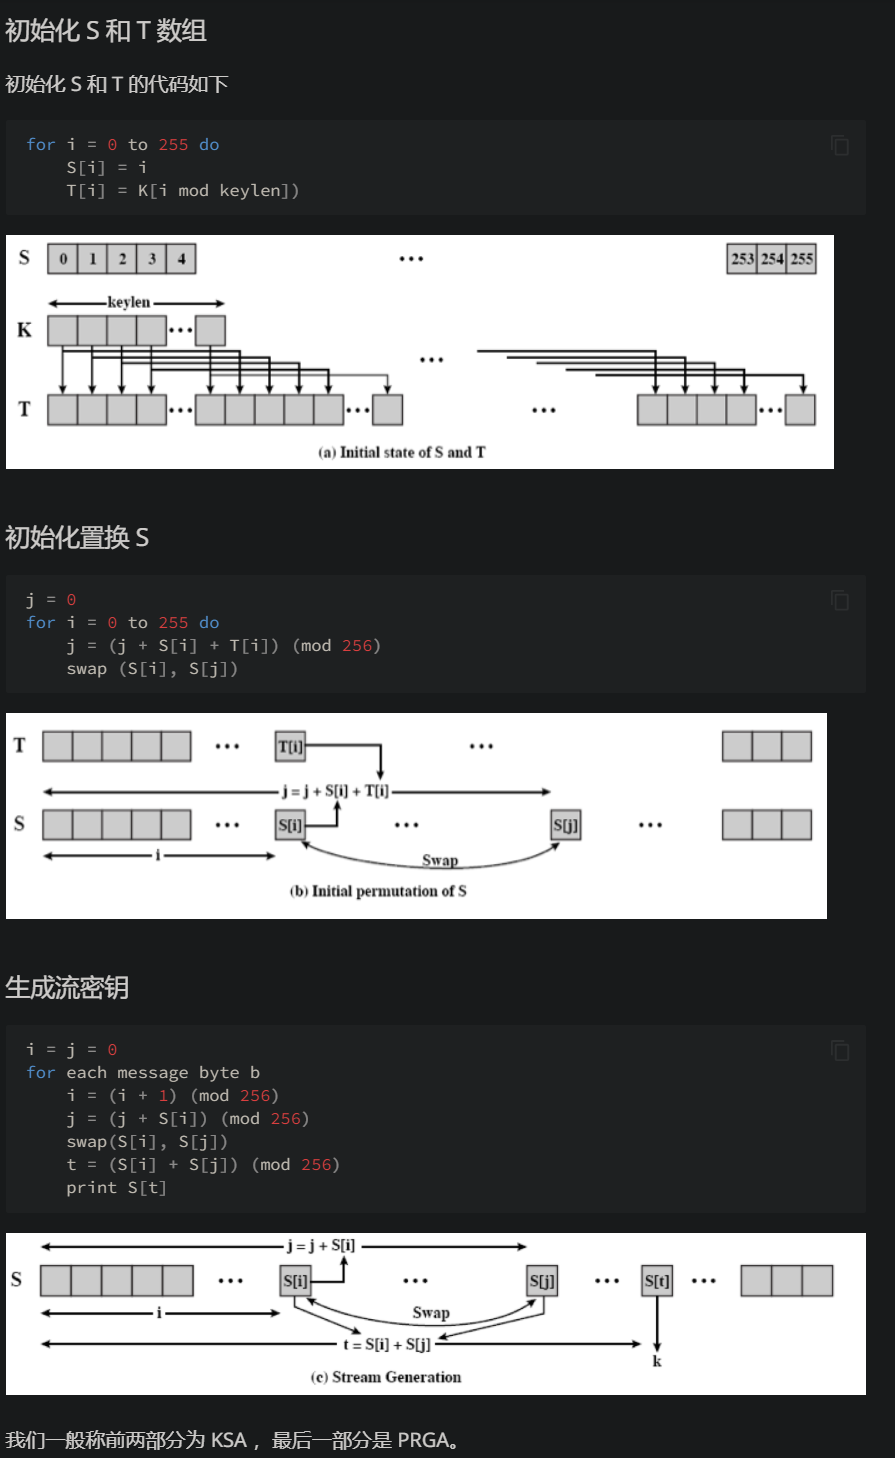 初始化 S 和 T 数组
初始化 S 和 T 的代码如下
for i = 0 to 255 do
    S[i] = i
    T[i] = K[i mod keylen])
S 0 1 2 3 4 ... 253 254 255
keylen
K ... ...
T ... ... ... ...
(a) Initial state of S and T
初始化置换 S
j = 0
for i = 0 to 255 do
    j = (j + S[i] + T[i]) (mod 256)
    swap (S[i], S[j])
T ... T[i] ...
j = j + S[i] + T[i]
S ... S[i] ... S[j] ...
i
Swap
(b) Initial permutation of S
生成流密钥
i = j = 0
for each message byte b
    i = (i + 1) (mod 256)
    j = (j + S[i]) (mod 256)
    swap(S[i], S[j])
    t = (S[i] + S[j]) (mod 256)
    print S[t]
j = j + S[i]
S ... S[i] ... S[j] ... S[t] ...
i Swap
t = S[i] + S[j]
k
(c) Stream Generation
我们一般称前两部分为 KSA ，最后一部分是 PRGA。